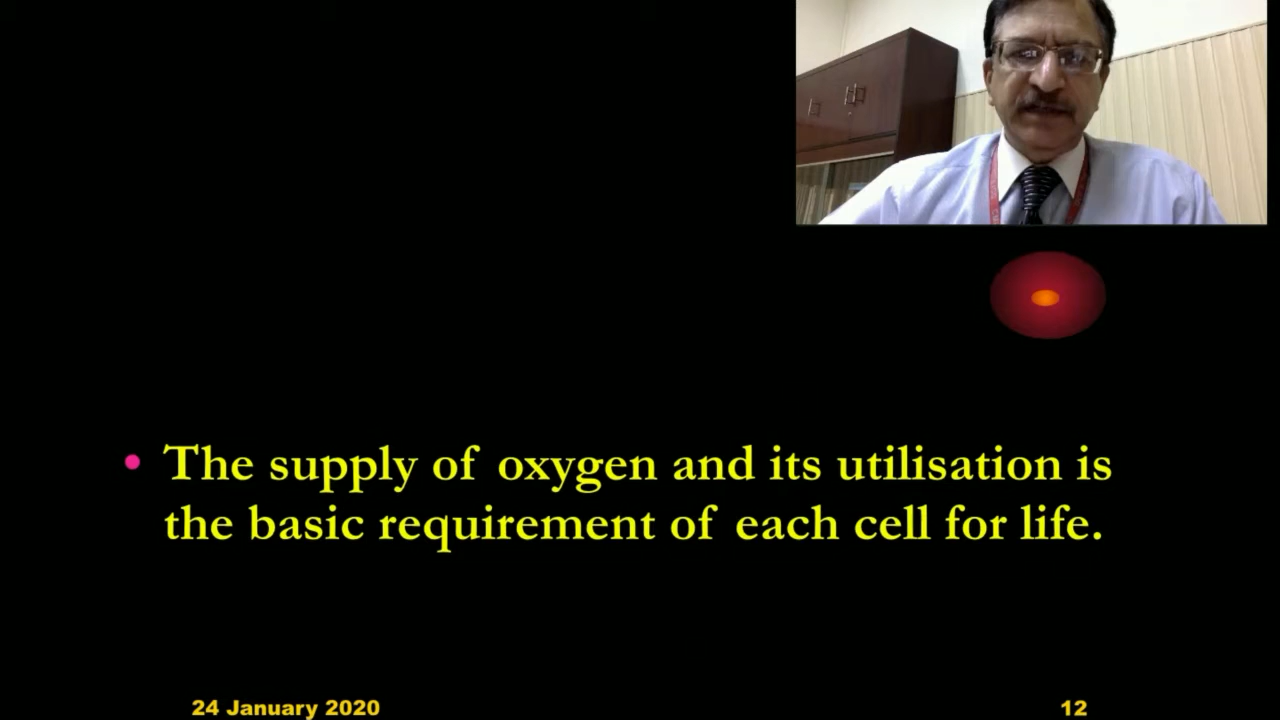 • The supply of oxygen and its utilisation is
the basic requirement of each cell for life.
24 January 2020
12